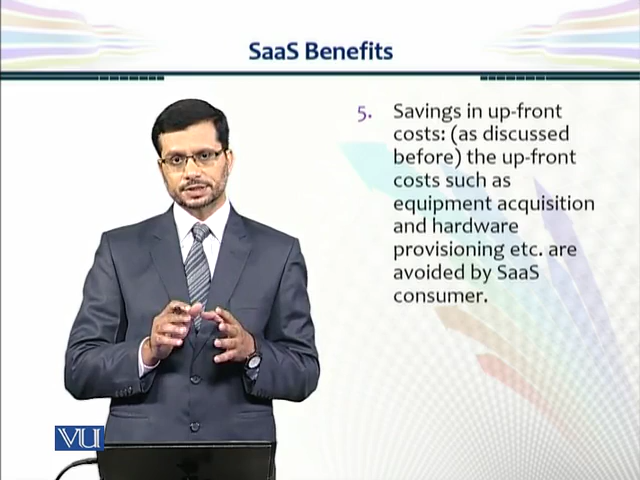 SaaS Benefits
5. Savings in up-front
costs: (as discussed
before) the up-front
costs such as
equipment acquisition
and hardware
provisioning etc. are
avoided by SaaS
consumer.
VU